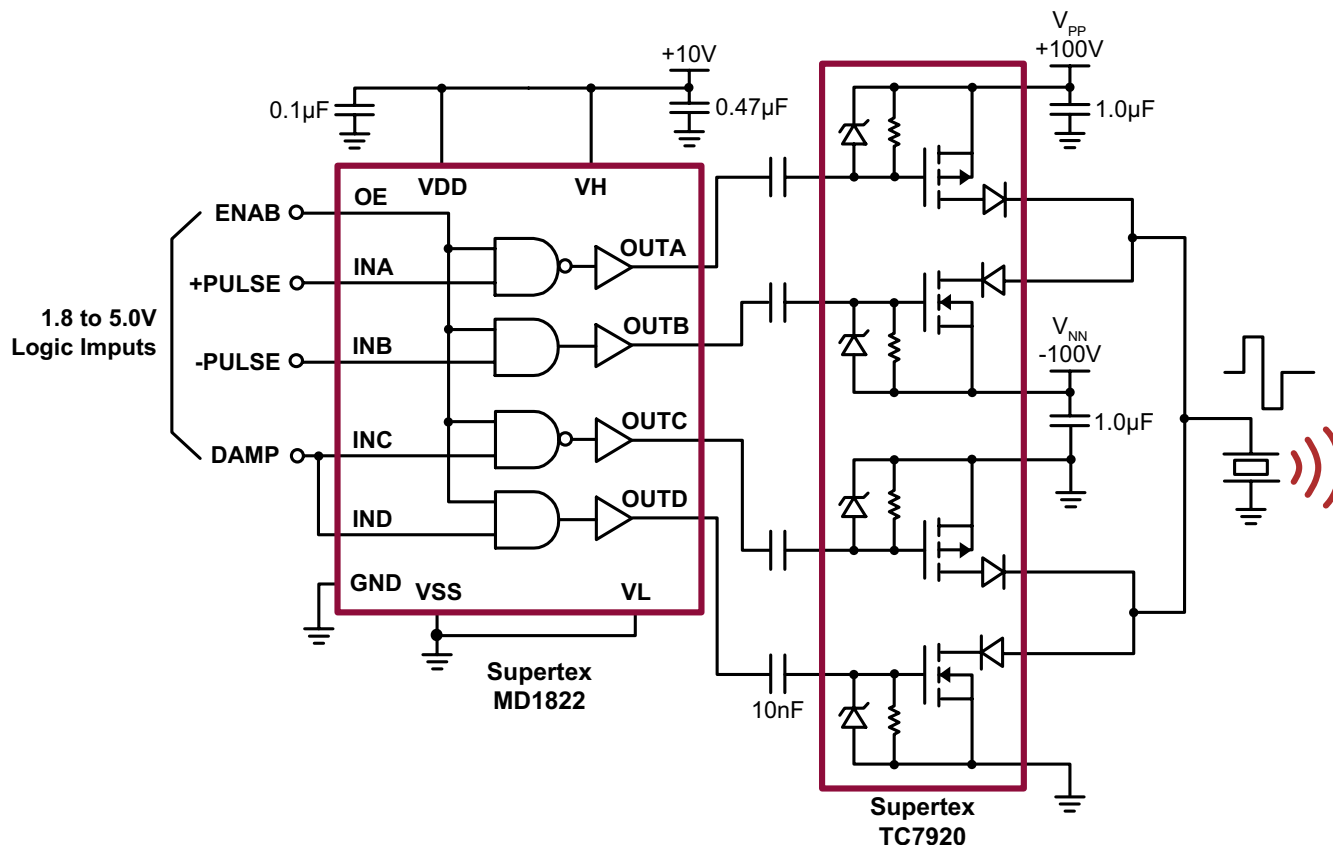 VPP
+100V
+10V
0.1µF
0.47µF
1.0µF
VDD
VH
ENAB
OE
OUTA
+PULSE
INA
1.8 to 5.0V
Logic Imputs
OUTB
-PULSE
INB
VNN
-100V
1.0µF
OUTC
DAMP
INC
OUTD
IND
GND
VSS
VL
Supertex
MD1822
10nF
Supertex
TC7920